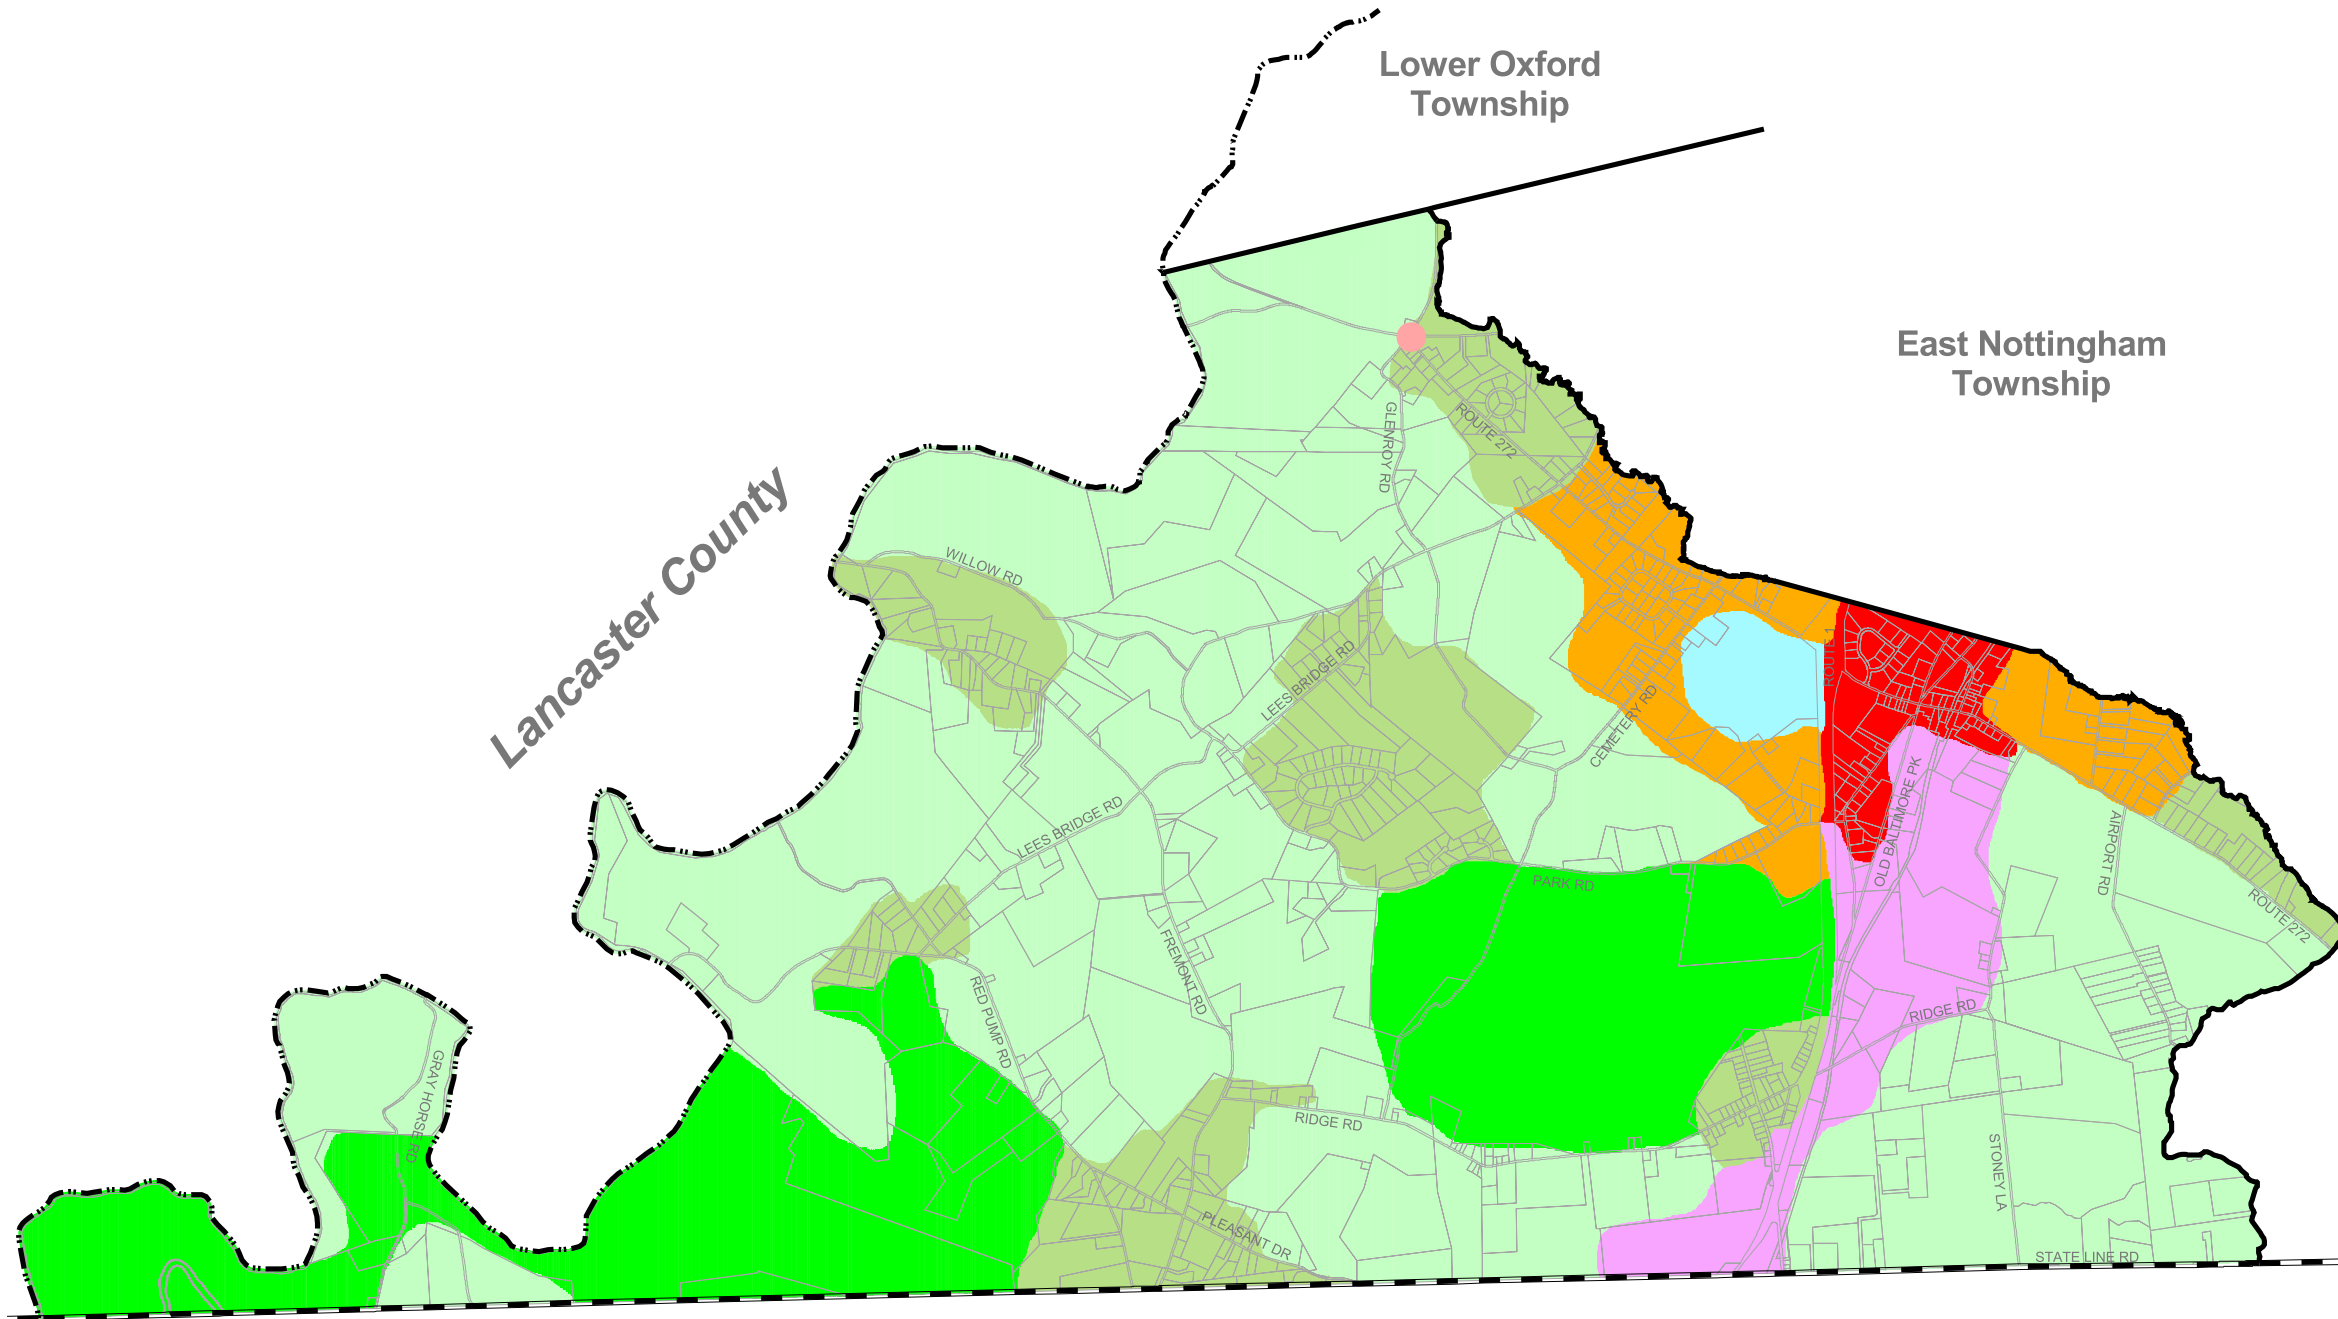 Lower Oxford
Township
East Nottingham
Township
Lancaster County
GLENROY RD
ROUTE 272
WILLOW RD
ROUTE 1
LEES BRIDGE RD
CEMETERY RD
OLD BALTIMORE PK
LEES BRIDGE RD
AIRPORT RD
PARK RD
ROUTE 272
FREMONT RD
RED PUMP RD
RIDGE RD
GRAY HORSE RD
RIDGE RD
STONEY LA
PLEASANT DR
STATE LINE RD